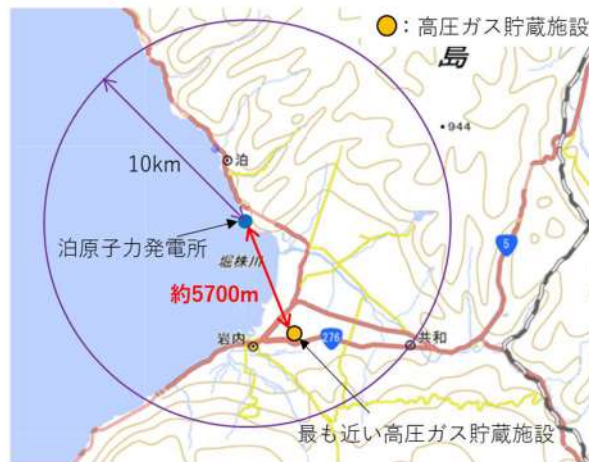 ●：高圧ガス貯蔵施設
島
・944
10km
泊
泊原子力発電所
堀株川
5
約5700m
岩内
276
共和
最も近い高圧ガス貯蔵施設